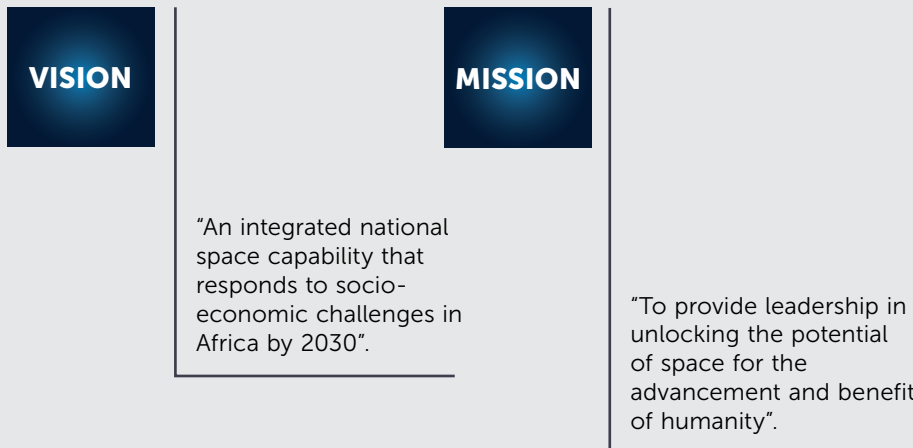 VISION
“An integrated national
space capability that
responds to socio-
economic challenges in
Africa by 2030”.
MISSION
“To provide leadership in
unlocking the potential
of space for the
advancement and benefit
of humanity”.